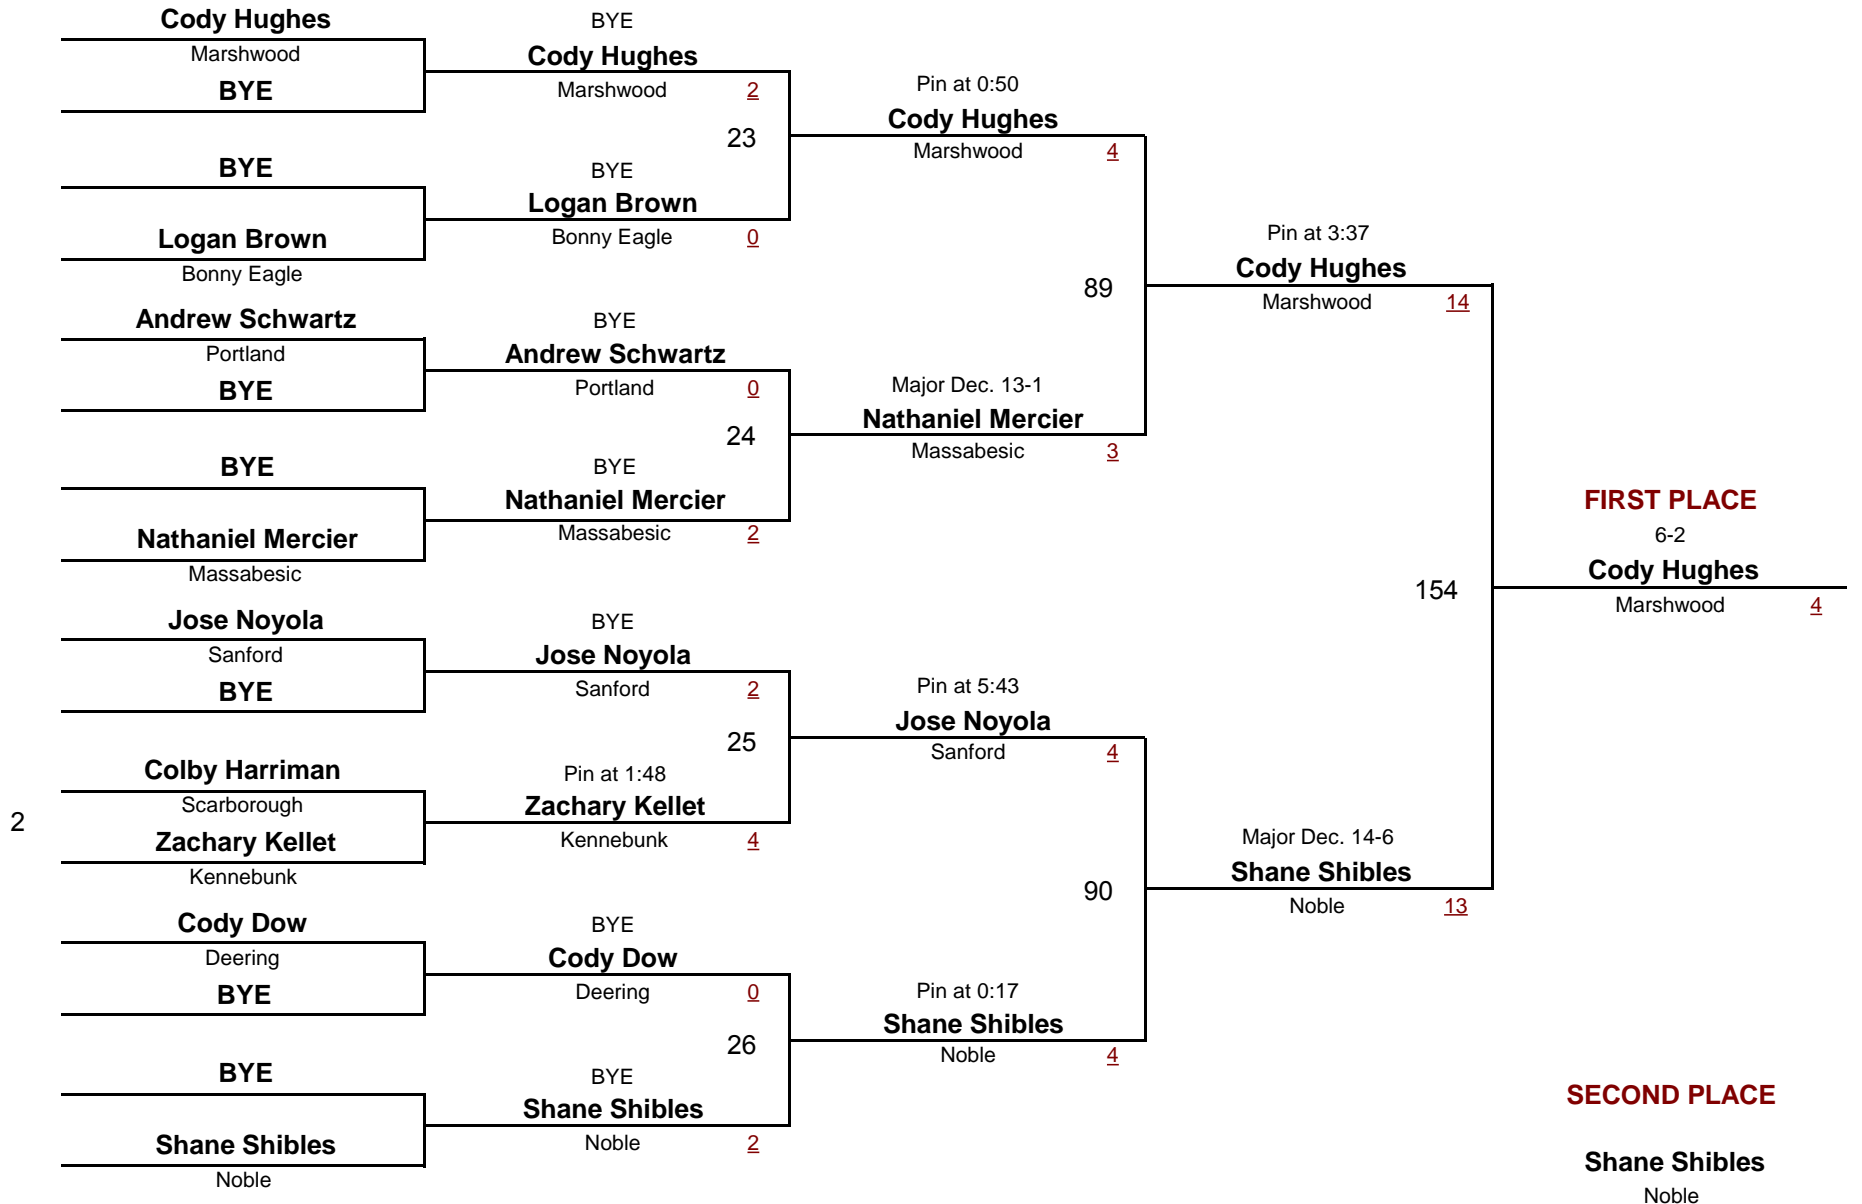 Cody Hughes
Marshwood
BYE
BYE
Logan Brown
Bonny Eagle
Andrew Schwartz
Portland
BYE
BYE
Nathaniel Mercier
Massabesic
Jose Noyola
Sanford
BYE
2
Colby Harriman
Scarborough
Zachary Kellet
Kennebunk
Cody Dow
Deering
BYE
BYE
Shane Shibles
Noble
BYE
Cody Hughes
Marshwood 2
23
BYE
Logan Brown
Bonny Eagle 0
BYE
Andrew Schwartz
Portland 0
24
BYE
Nathaniel Mercier
Massabesic 2
BYE
Jose Noyola
Sanford 2
25
Pin at 1:48
Zachary Kellet
Kennebunk 4
BYE
Cody Dow
Deering 0
26
BYE
Shane Shibles
Noble 2
Pin at 0:50
Cody Hughes
Marshwood 4
89
Major Dec. 13-1
Nathaniel Mercier
Massabesic 3
Pin at 5:43
Jose Noyola
Sanford 4
90
Pin at 0:17
Shane Shibles
Noble 4
Pin at 3:37
Cody Hughes
Marshwood 14
154
Major Dec. 14-6
Shane Shibles
Noble 13
FIRST PLACE
6-2
Cody Hughes
Marshwood 4
SECOND PLACE
Shane Shibles
Noble